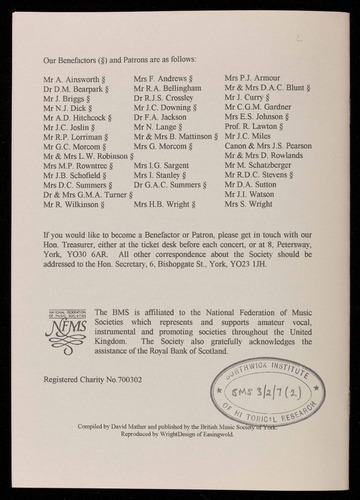 Our Benefactors (§) and Patrons are as follows:
Mr A. Ainsworth § Mrs F. Andrews § Mrs P.J. Armour
Dr D.M. Bearpark § Mr R.A. Bellingham Mr & Mrs D.A.C. Blunt §
Mr J. Briggs § Dr R.J.S. Crossley Mr J. Curry §
Mr N.J. Dick § Mr J.C. Downing § Mr C.G.M. Gardner
Mr A.D. Hitchcock § Dr F.A. Jackson Mrs E.S. Johnson §
Mr J.C. Joslin § Mr N. Lange § Prof. R. Lawton §
Mr R.P. Lorriman § Mr & Mrs B. Mattinson § Mr J.C. Miles
Mr G.C. Morcom § Mrs G. Morcom § Canon & Mrs J.S. Pearson
Mr & Mrs L.W. Robinson § Mr & Mrs D. Rowlands
Mrs M.P. Rowntree § Mrs I.G. Sargent Mr M. Schatzberger
Mr J.B. Schofield § Mrs I. Stanley § Mr R.D.C. Stevens §
Mrs D.C. Summers § Dr G.A.C. Summers § Mr D.A. Sutton
Dr & Mrs G.M.A. Turner § Mr J.I. Watson
Mr R. Wilkinson § Mrs H.B. Wright § Mrs S. Wright
If you would like to become a Benefactor or Patron, please get in touch with our
Hon. Treasurer, either at the ticket desk before each concert, or at 8, Petersway,
York, YO30 6AR. All other correspondence about the Society should be
addressed to the Hon. Secretary, 6, Bishopgate St., York, YO23 1JH.
NATIONAL FEDERATION
OF MUSIC SOCIETIES
NFMS
The BMS is affiliated to the National Federation of Music
Societies which represents and supports amateur vocal,
instrumental and promoting societies throughout the United
Kingdom. The Society also gratefully acknowledges the
assistance of the Royal Bank of Scotland.
Registered Charity No.700302
BORTHWICK INSTITUTE
BMS 3/2/7 (2)
OF HISTORICAL RESEARCH
Compiled by David Mather and published by the British Music Society of York.
Reproduced by WrightDesign of Easingwold.